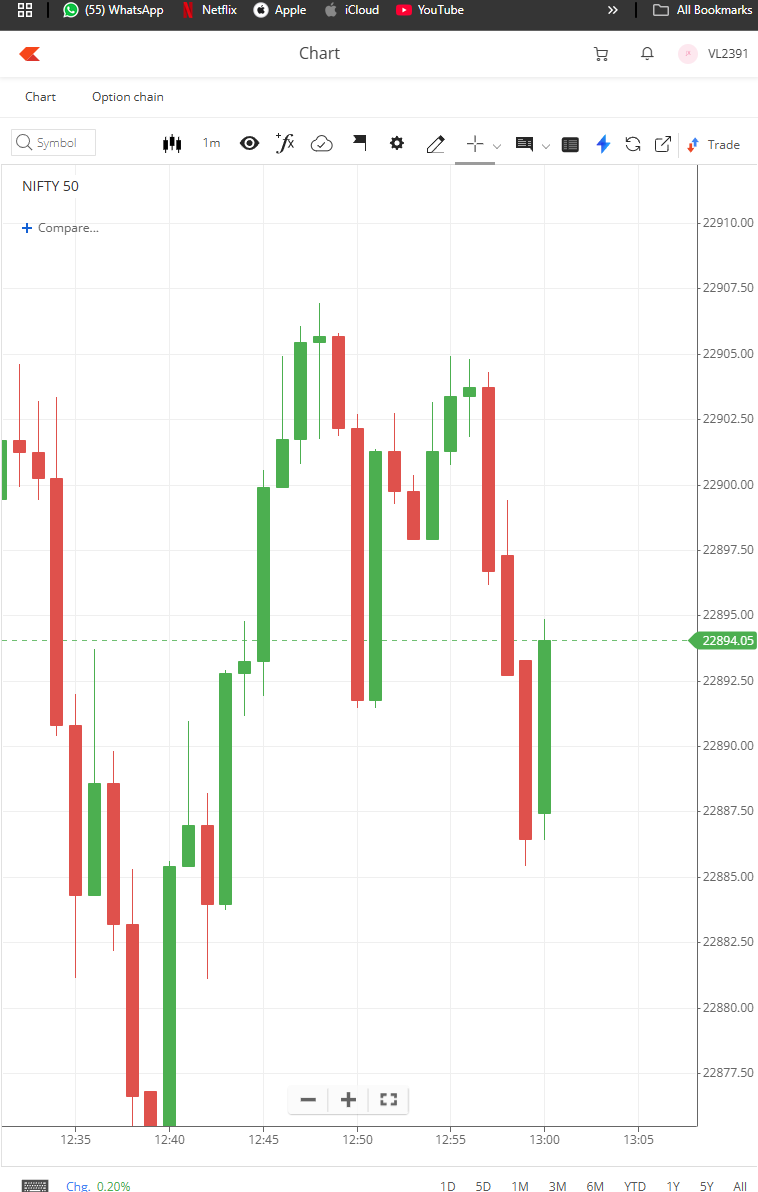 (55) WhatsApp Netflix Apple iCloud YouTube » All Bookmarks
Chart VL2391
Chart Option chain
Symbol 1m fx Trade
NIFTY 50
+ Compare...
22910.00
22907.50
22905.00
22902.50
22900.00
22897.50
22895.00
22894.05
22892.50
22890.00
22887.50
22885.00
22882.50
22880.00
22877.50
12:35 12:40 12:45 12:50 12:55 13:00 13:05
Chg. 0.20% 1D 5D 1M 3M 6M YTD 1Y 5Y All